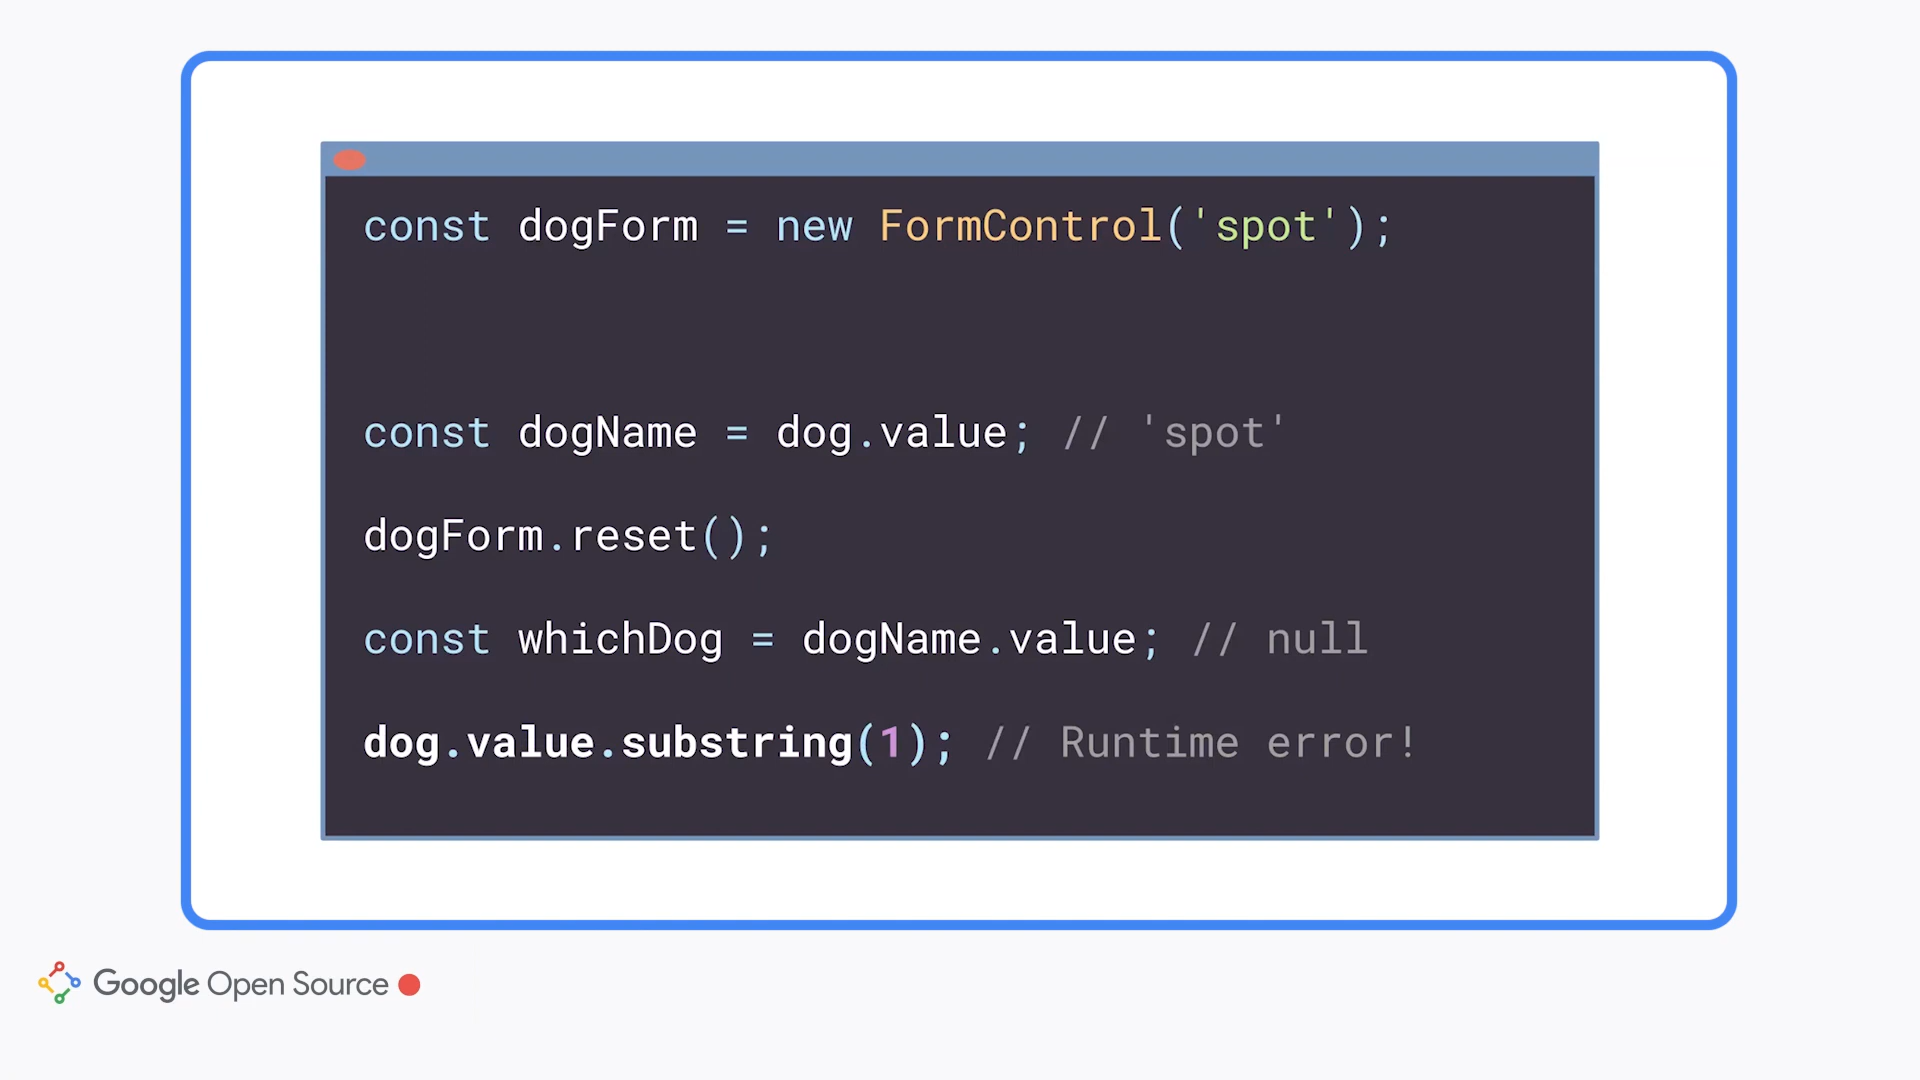 const dogForm = new FormControl('spot');
const dogName = dog.value; // 'spot'
dogForm.reset();
const whichDog = dogName.value; // null
dog.value.substring(1); // Runtime error!
Google Open Source